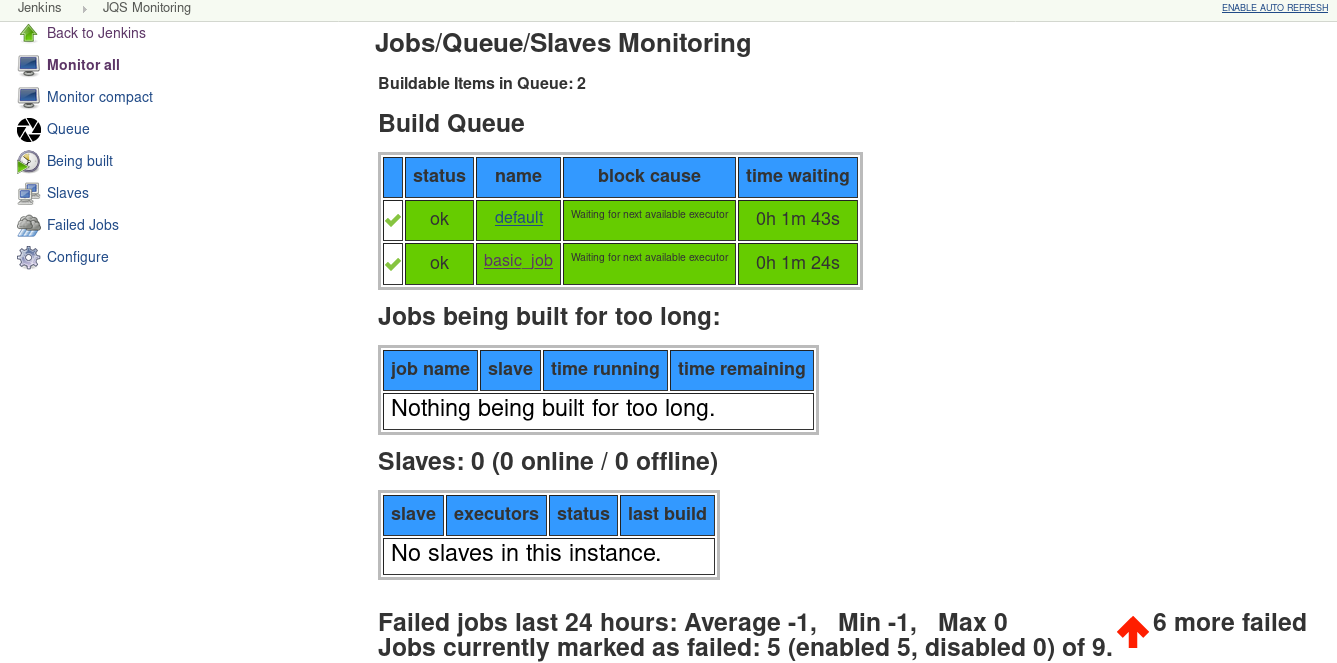 Jenkins JQS Monitoring ENABLE AUTO REFRESH
Back to Jenkins
Monitor all
Monitor compact
Queue
Being built
Slaves
Failed Jobs
Configure
Jobs/Queue/Slaves Monitoring
Buildable Items in Queue: 2
Build Queue
status name block cause time waiting
ok default Waiting for next available executor 0h 1m 43s
ok basic_job Waiting for next available executor 0h 1m 24s
Jobs being built for too long:
job name slave time running time remaining
Nothing being built for too long.
Slaves: 0 (0 online / 0 offline)
slave executors status last build
No slaves in this instance.
Failed jobs last 24 hours: Average -1, Min -1, Max 0 6 more failed
Jobs currently marked as failed: 5 (enabled 5, disabled 0) of 9.